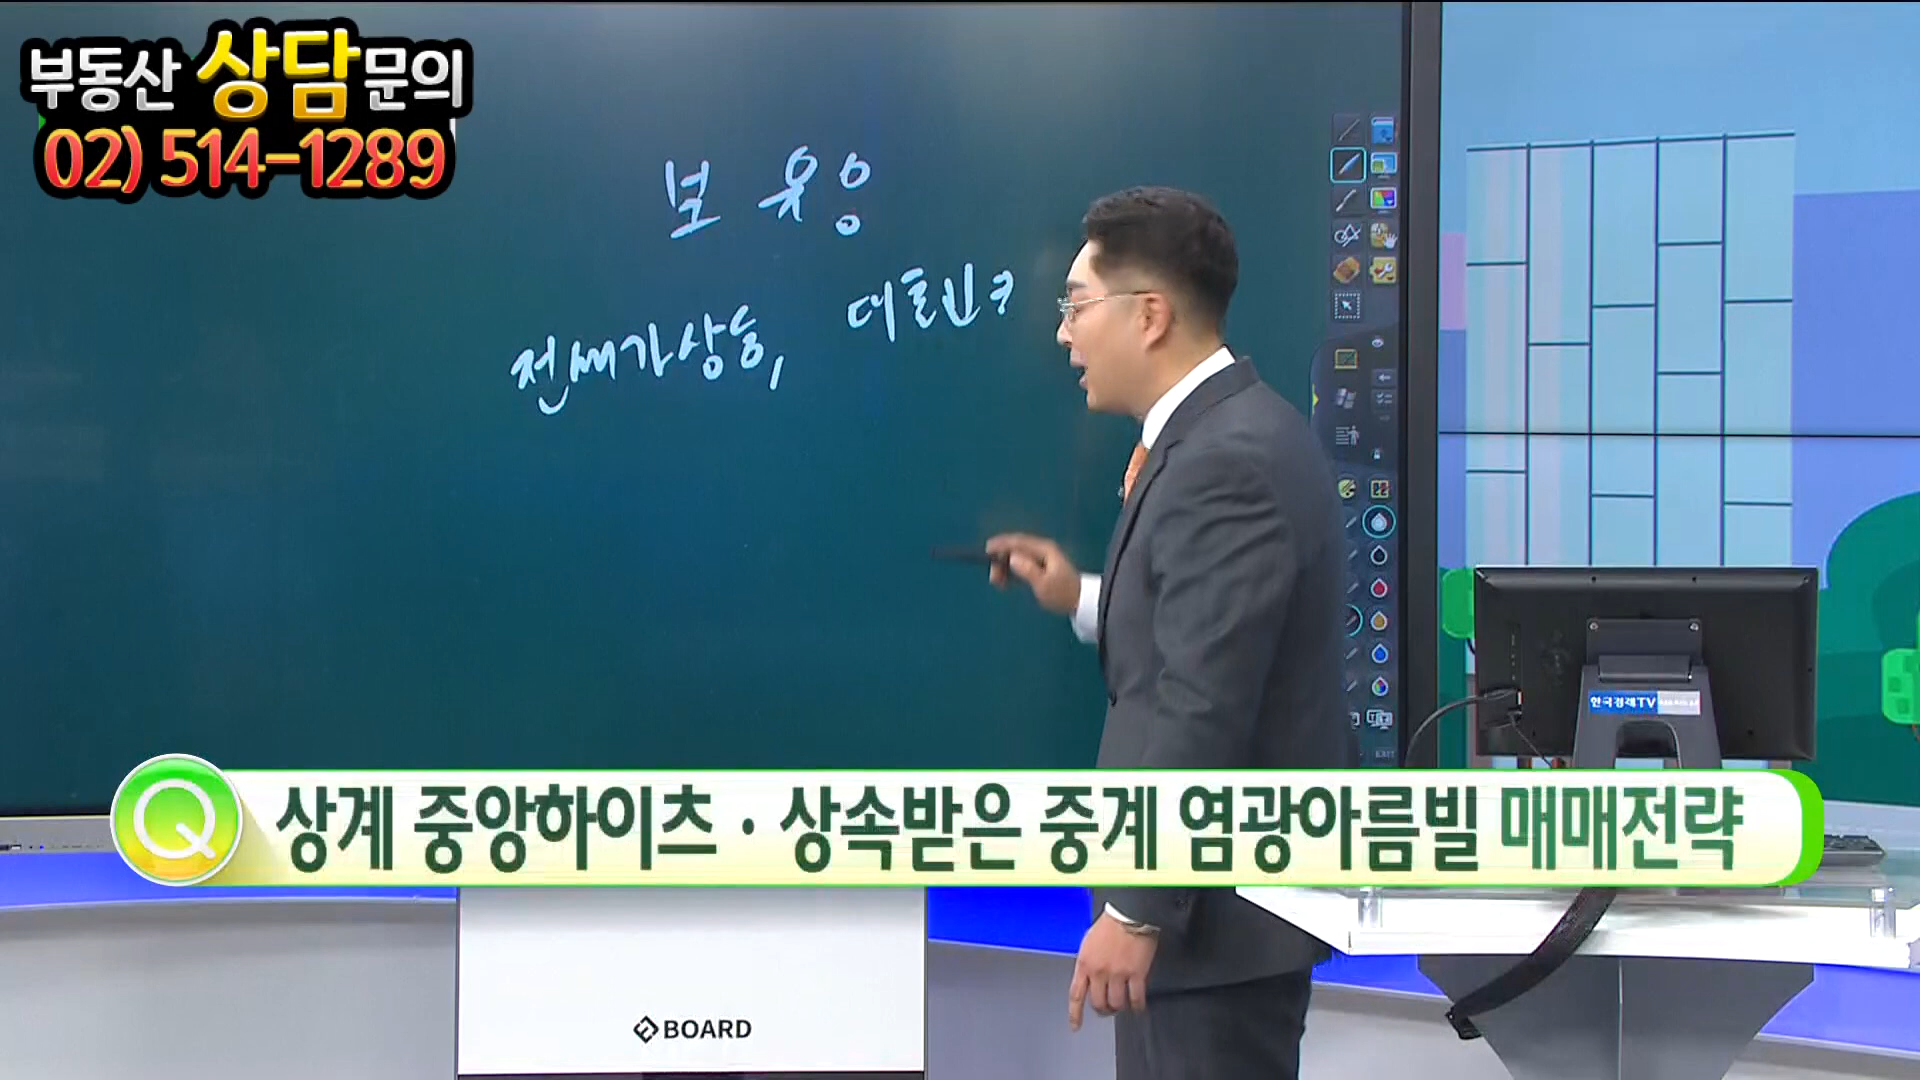 부동산 상담문의
02) 514-1289
보 유
전세가상승,
EXIT
한국경제TV
Q 상계 중앙하이츠 · 상속받은 중계 염광아름빌 매매전략
BOARD